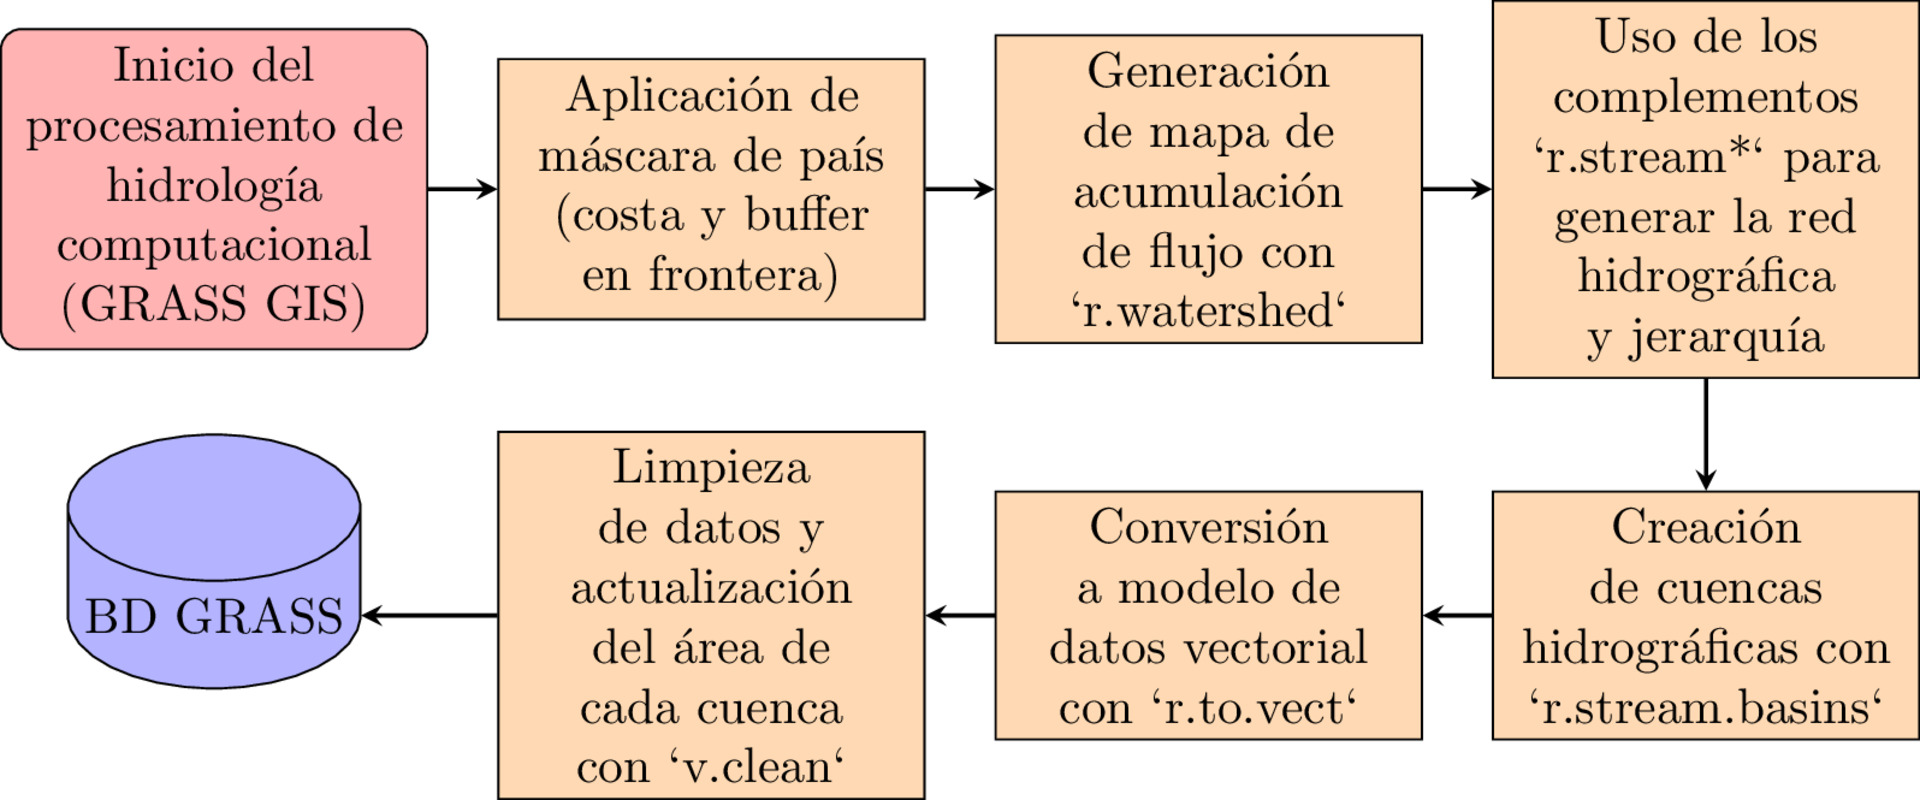 Inicio del
procesamiento de
hidrología
computacional
(GRASS GIS)
Aplicación de
máscara de país
(costa y buffer
en frontera)
Generación
de mapa de
acumulación
de flujo con
‘r.watershed‘
Uso de los
complementos
‘r.stream*‘ para
generar la red
hidrográfica
y jerarquía
Creación
de cuencas
hidrográficas con
‘r.stream.basins‘
Conversión
a modelo de
datos vectorial
con ‘r.to.vect‘
Limpieza
de datos y
actualización
del área de
cada cuenca
con ‘v.clean‘
BD GRASS